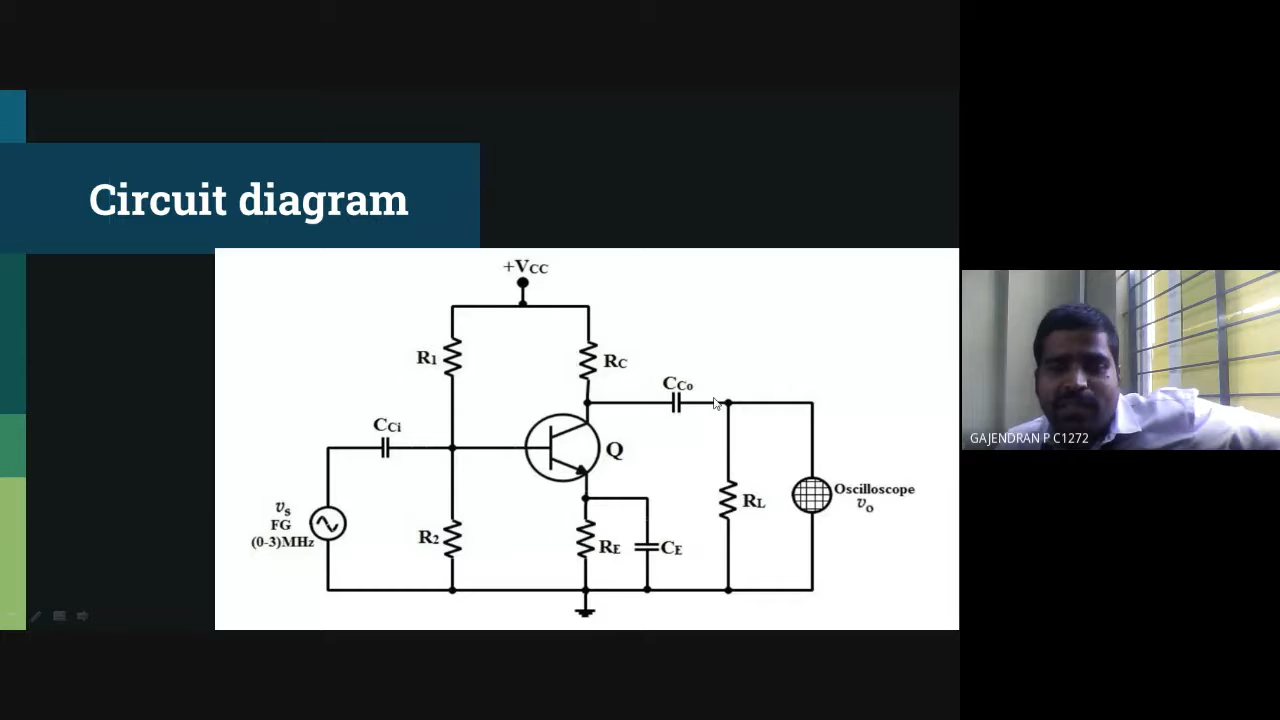 Circuit diagram
+VCC
R1
RC
CCo
CCi
Q
vs
FG
(0-3)MHz
R2
RE
CE
RL
Oscilloscope
vo
GAJENDRAN P C1272